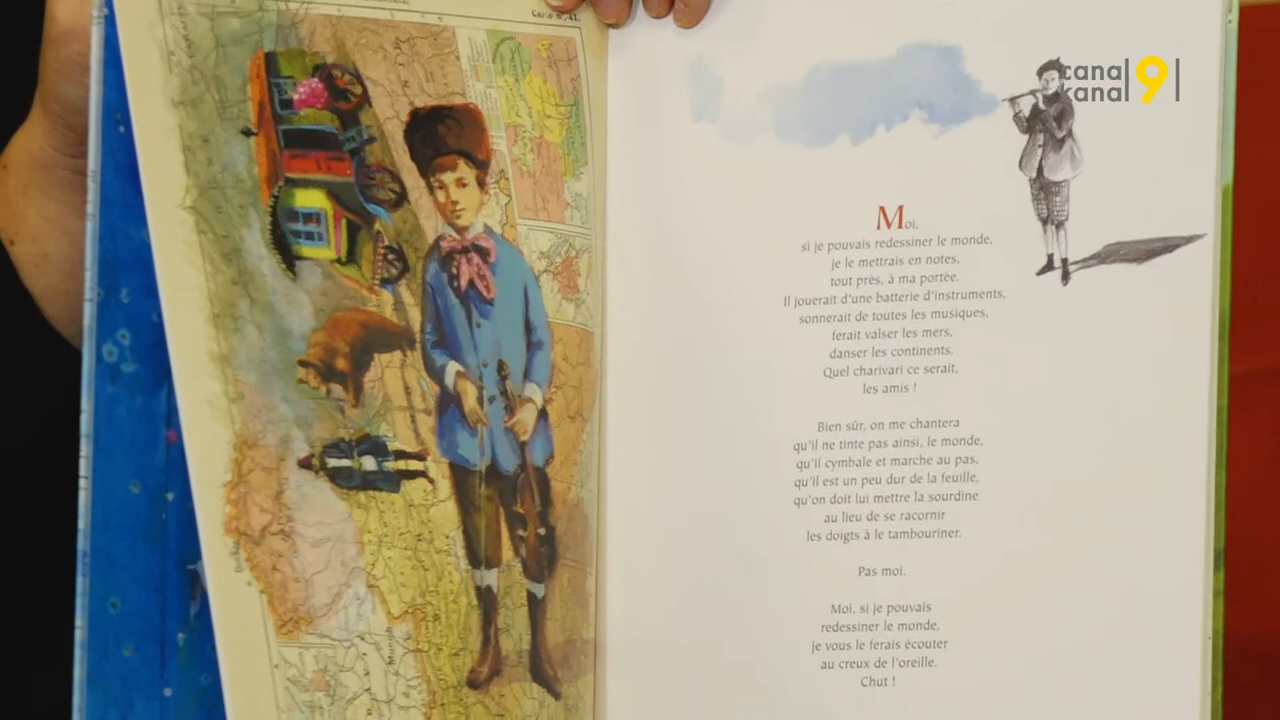 Carte nº 41.
canal 9
kanal
Moi,
si je pouvais redessiner le monde,
je le mettrais en notes,
tout près, à ma portée.
Il jouerait d'une batterie d'instruments,
sonnerait de toutes les musiques,
ferait valser les mers,
danser les continents.
Quel charivari ce serait,
les amis !
Bien sûr, on me chantera
qu'il ne tinte pas ainsi, le monde,
qu'il cymbale et marche au pas,
qu'il est un peu dur de la feuille,
qu'on doit lui mettre la sourdine
au lieu de se racornir
les doigts à le tambouriner.
Pas moi.
Moi, si je pouvais
redessiner le monde,
je vous le ferais écouter
au creux de l'oreille.
Chut !
Munich